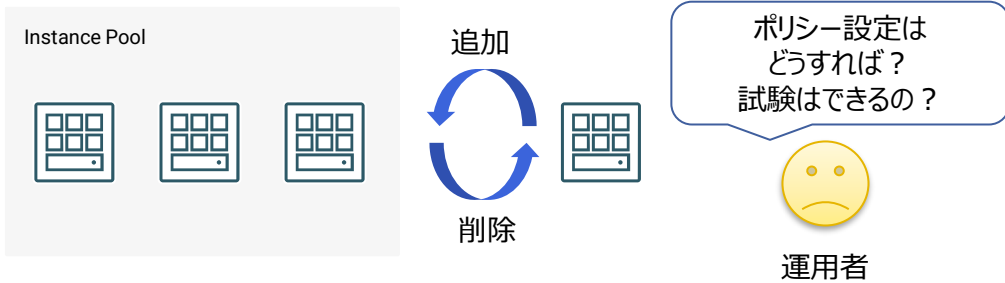 Instance Pool
追加
削除
ポリシー設定は
どうすれば？
試験はできるの？
運用者